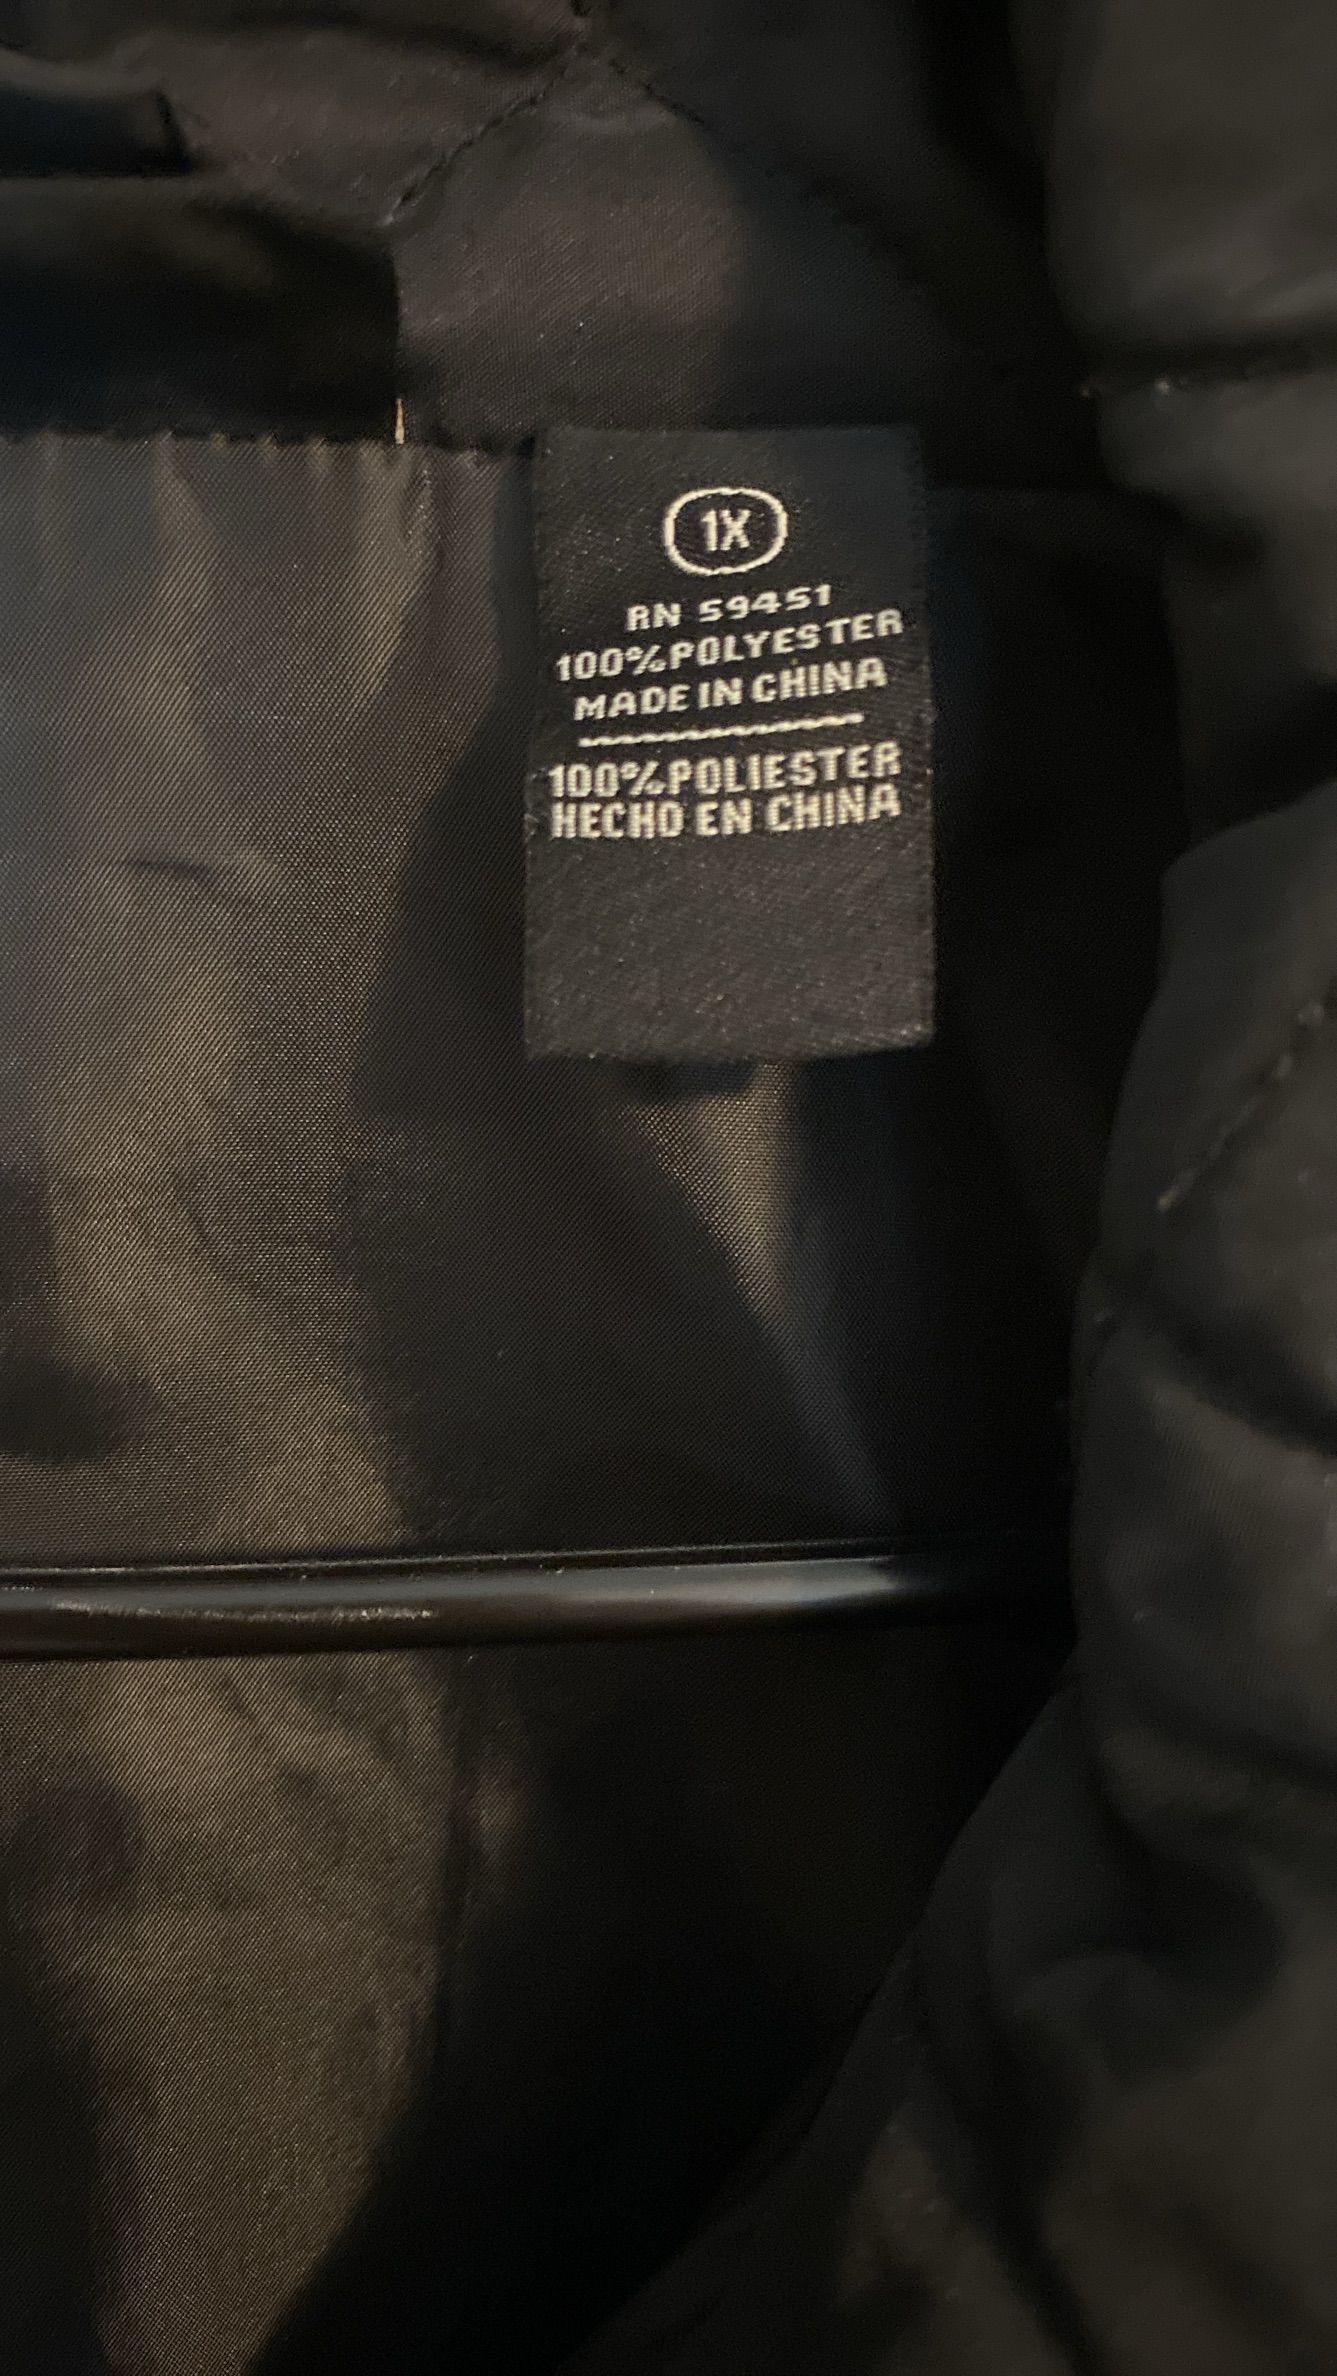 1X
RN 59451
100%POLYESTER
MADE IN CHINA
100%POLIESTER
HECHO EN CHINA